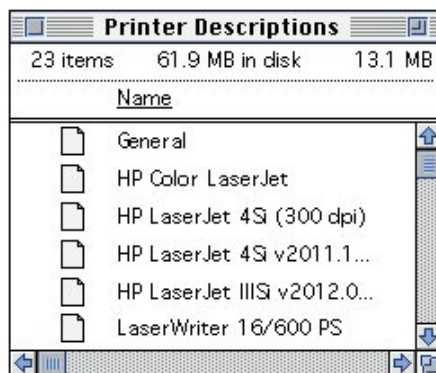 Printer Descriptions
23 items 61.9 MB in disk 13.1 MB
Name
General
HP Color LaserJet
HP LaserJet 4Si (300 dpi)
HP LaserJet 4Si v2011.1...
HP LaserJet IIISi v2012.0...
LaserWriter 16/600 PS